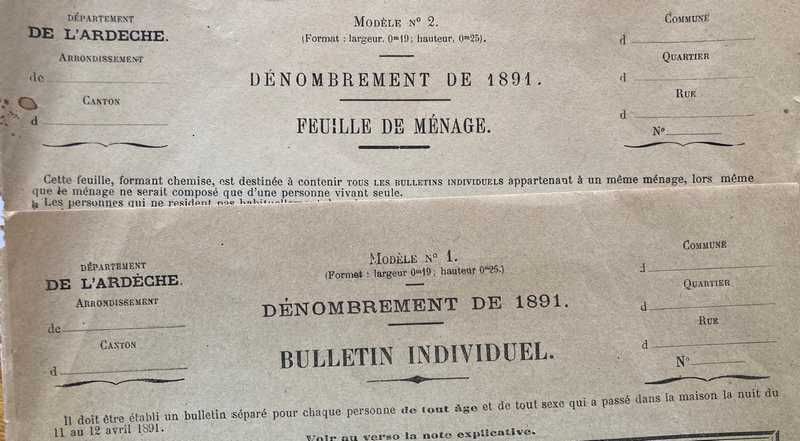 DÉPARTEMENT
DE L'ARDECHE.
ARRONDISSEMENT
de
CANTON
d
MODÈLE N° 2.
(Format : largeur. 0m19 ; hauteur, 0m25).
DÉNOMBREMENT DE 1891.
FEUILLE DE MÉNAGE.
COMMUNE
d
QUARTIER
d
RUE
d
N°
Cette feuille, formant chemise, est destinée à contenir TOUS LES BULLETINS INDIVIDUELS appartenant à un même ménage, lors même
que le ménage ne serait composé que d'une personne vivant seule.
Les personnes qui ne resident pas
DÉPARTEMENT
DE L'ARDÈCHE.
ARRONDISSEMENT
de
CANTON
d
MODÈLE N° 1.
(Format : largeur 0m19 ; hauteur 0m25.)
DÉNOMBREMENT DE 1891.
BULLETIN INDIVIDUEL.
COMMUNE
d
QUARTIER
d
RUE
d
N°
Il doit être établi un bulletin séparé pour chaque personne de tout âge et de tout sexe qui a passé dans la maison la nuit du
11 au 12 avril 1891.
Voir au verso la note explicative.